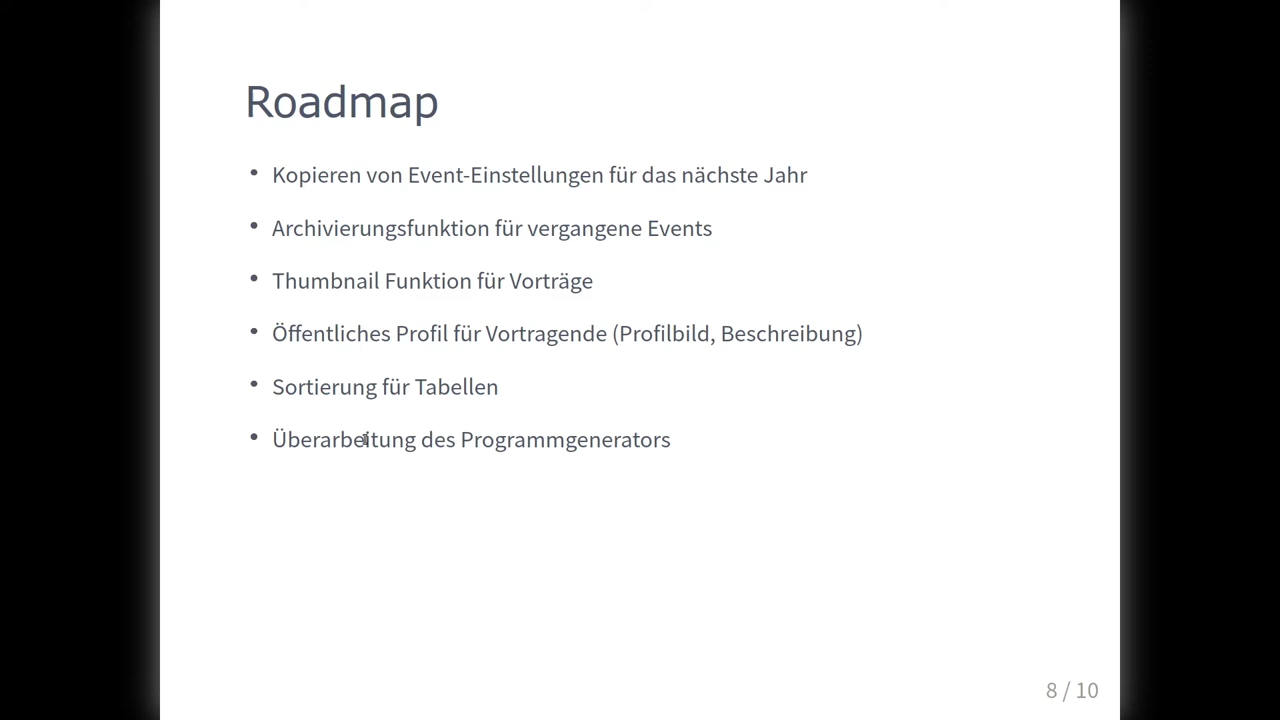 Roadmap
• Kopieren von Event-Einstellungen für das nächste Jahr
• Archivierungsfunktion für vergangene Events
• Thumbnail Funktion für Vorträge
• Öffentliches Profil für Vortragende (Profilbild, Beschreibung)
• Sortierung für Tabellen
• Überarbeitung des Programmgenerators
8 / 10